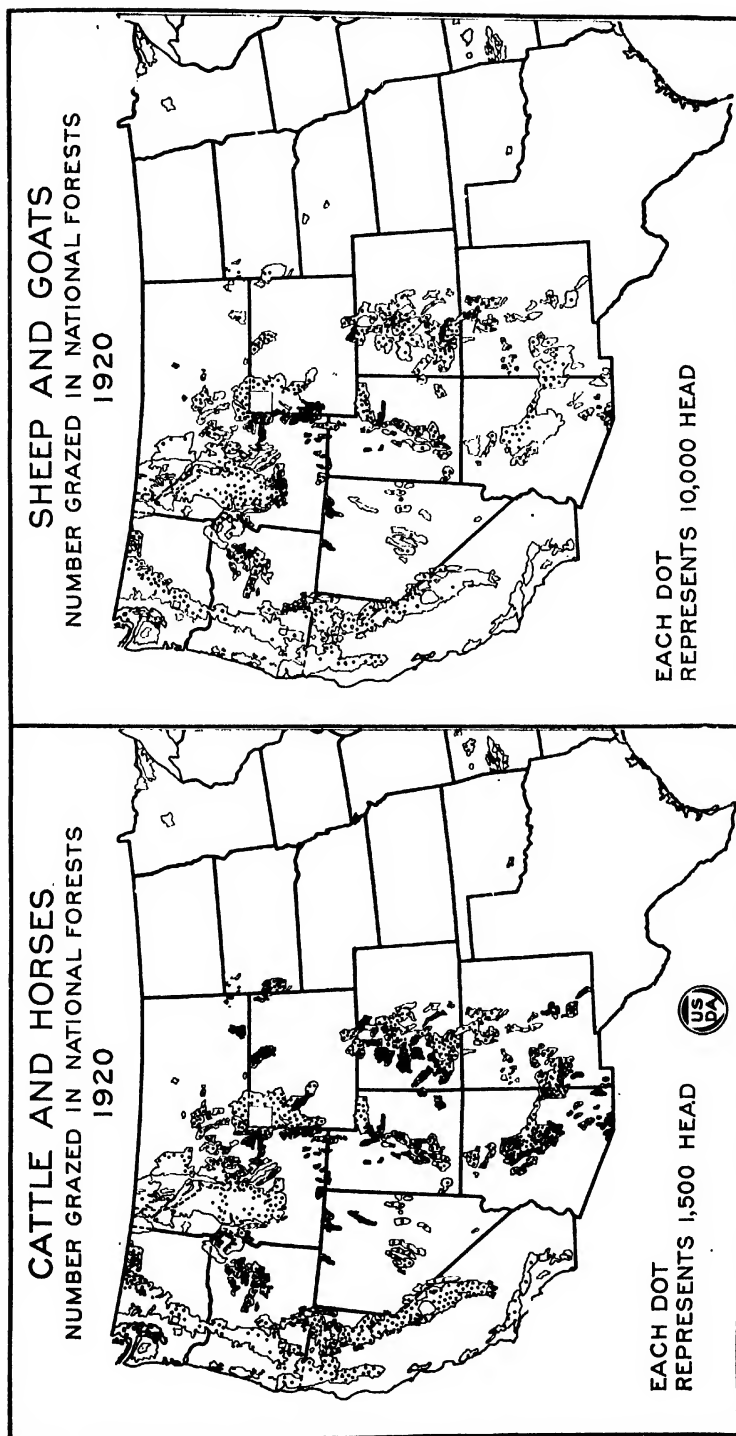 CATTLE AND HORSES.
NUMBER GRAZED IN NATIONAL FORESTS
1920
EACH DOT
REPRESENTS 1,500 HEAD
US
DA
SHEEP AND GOATS
NUMBER GRAZED IN NATIONAL FORESTS
1920
EACH DOT
REPRESENTS 10,000 HEAD